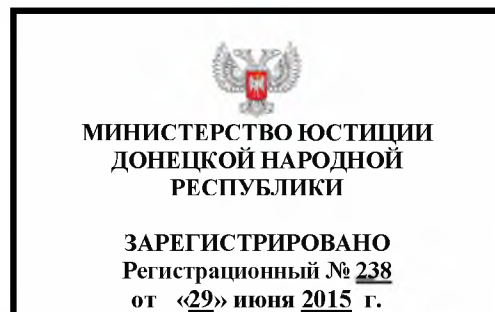 МИНИСТЕРСТВО ЮСТИЦИИ
ДОНЕЦКОЙ НАРОДНОЙ
РЕСПУБЛИКИ
ЗАРЕГИСТРИРОВАНО
Регистрационный № 238
от «29» июня 2015 г.